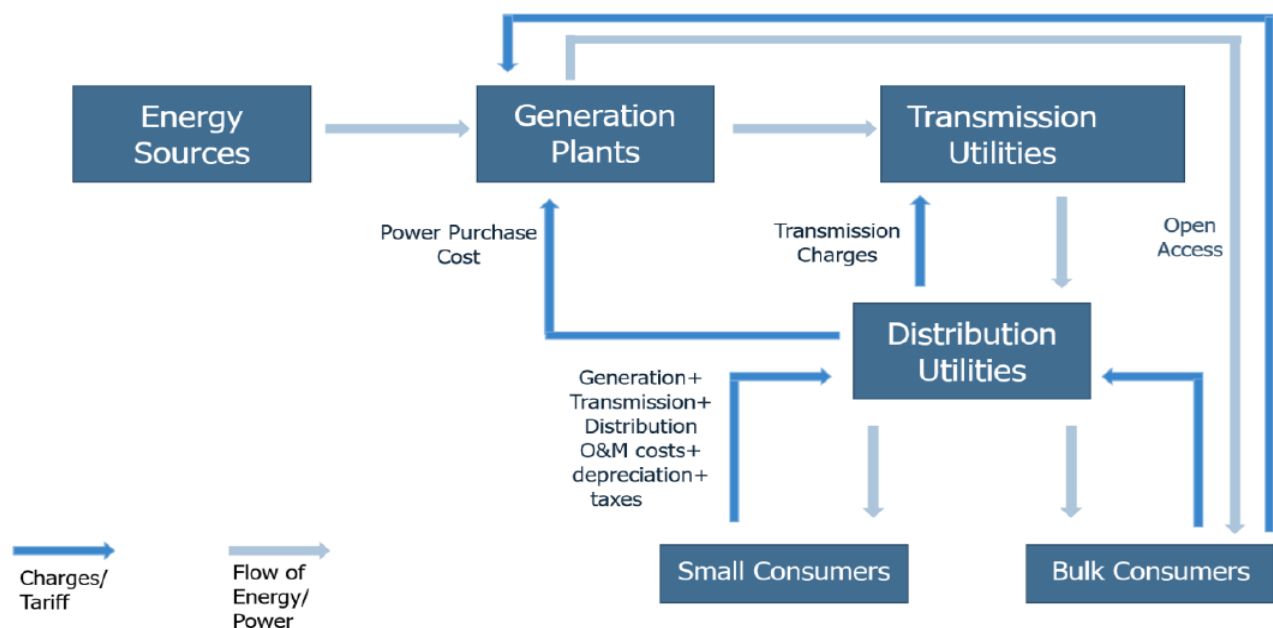 Energy
Sources
Generation
Plants
Transmission
Utilities
Power Purchase
Cost
Transmission
Charges
Open
Access
Distribution
Utilities
Generation+
Transmission+
Distribution
O&M costs+
depreciation+
taxes
Small Consumers
Bulk Consumers
Charges/
Tariff
Flow of
Energy/
Power